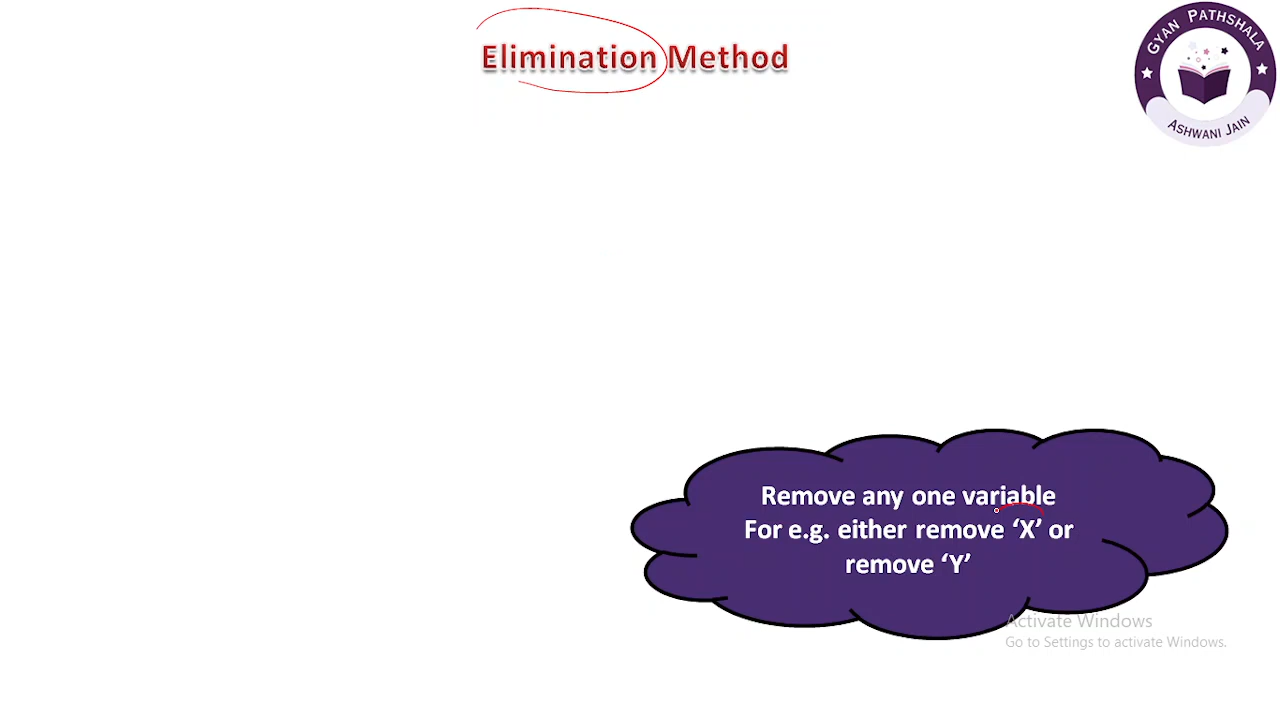 Elimination Method
GYAN PATHSHALA
ASHWANI JAIN
Remove any one variable
For e.g. either remove ‘X’ or
remove ‘Y’
Activate Windows
Go to Settings to activate Windows.